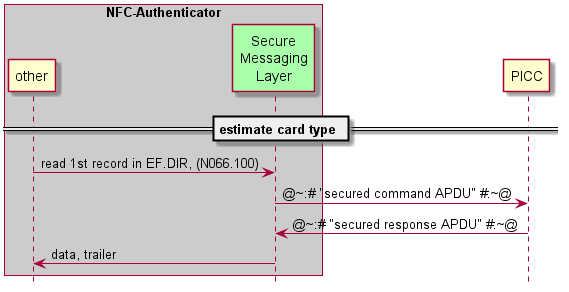 NFC-Authenticator
other
Secure
Messaging
Layer
PICC
estimate card type
read 1st record in EF.DIR, (N066.100)
@~:# "secured command APDU" #:~@
@~:# "secured response APDU" #:~@
data, trailer